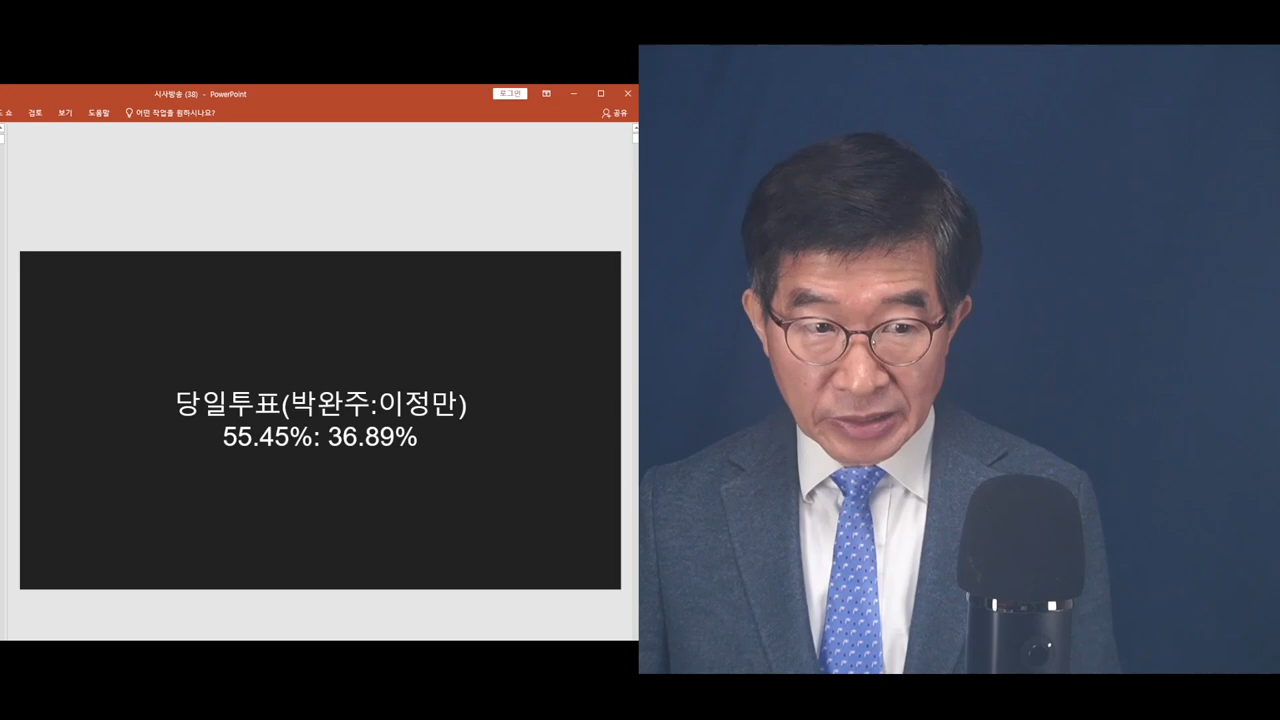 시사방송 (38) - PowerPoint
로그인
쇼 검토 보기 도움말 어떤 작업을 원하시나요? 공유
당일투표(박완주:이정만)
55.45%: 36.89%